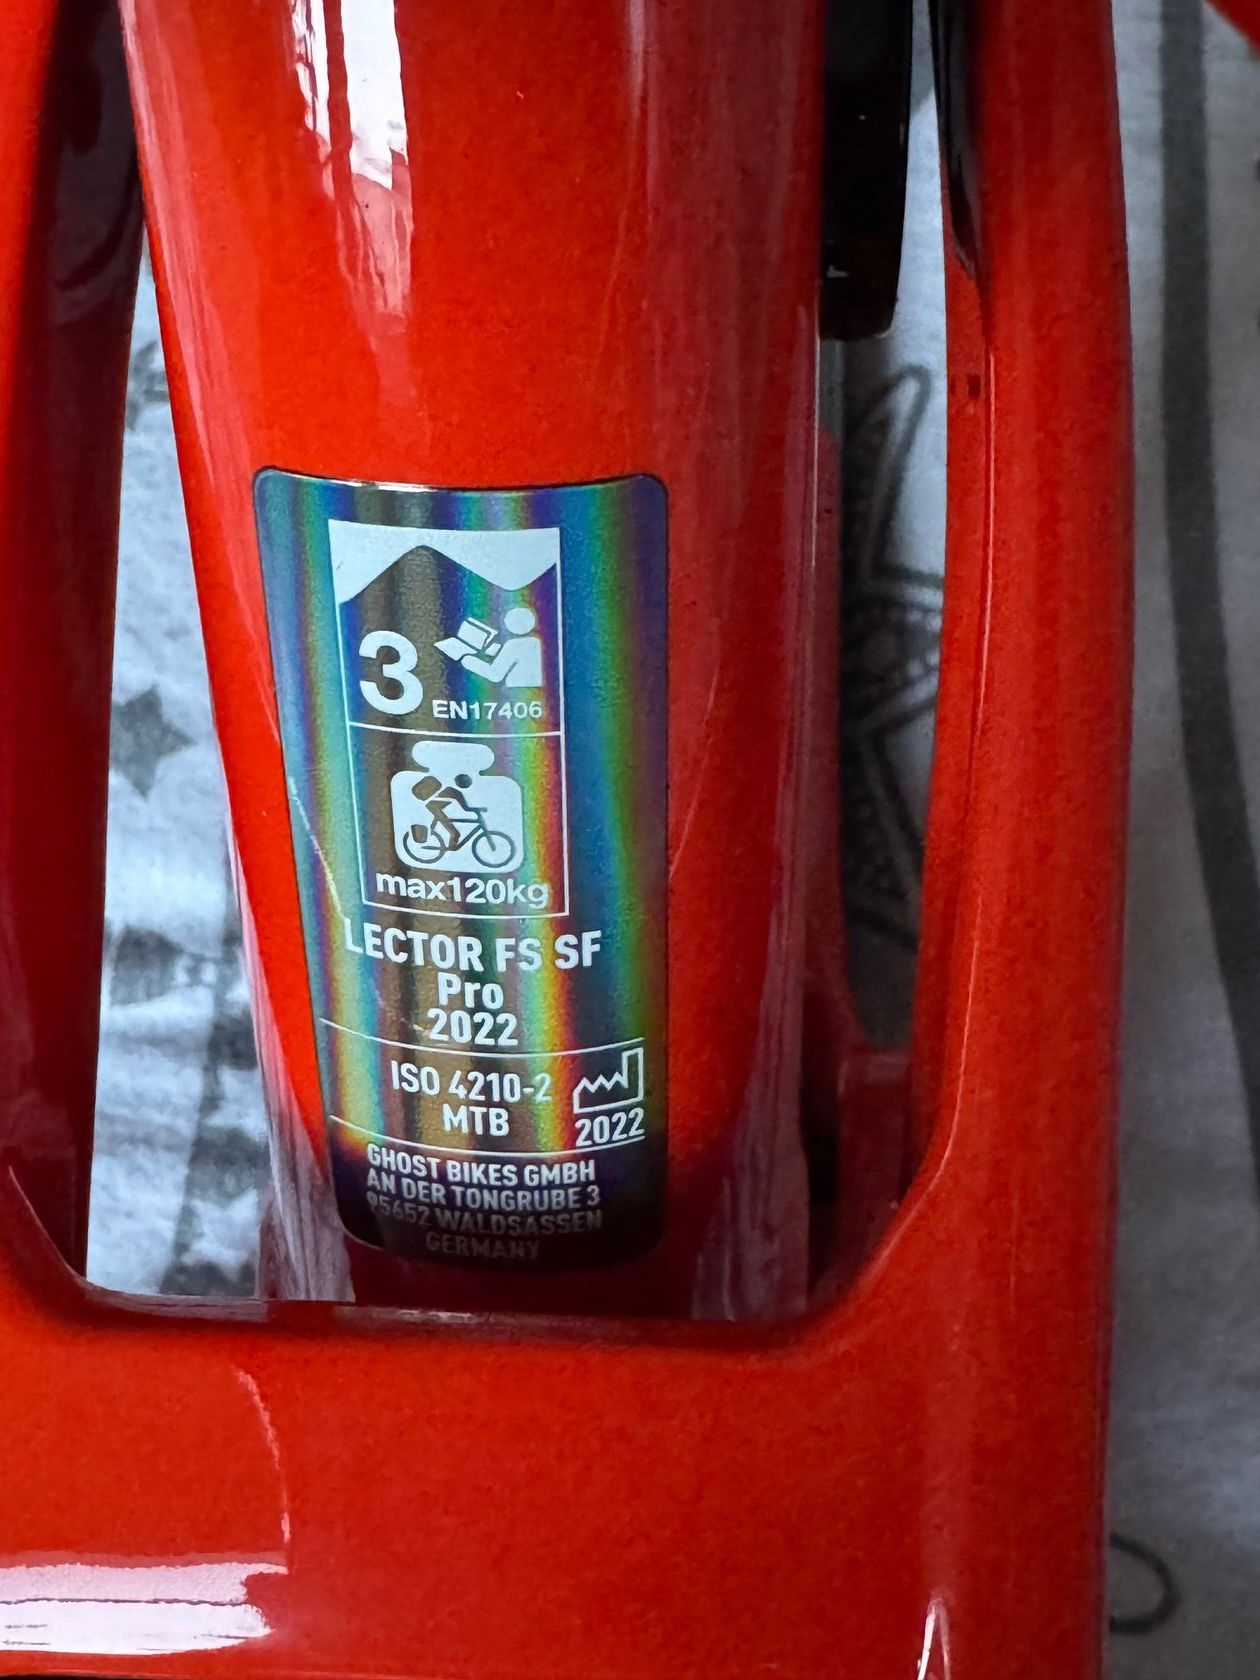 3
EN17406
max120kg
LECTOR FS SF
Pro
2022
ISO 4210-2
MTB
2022
GHOST BIKES GMBH
AN DER TONGRUBE 3
95652 WALDSASSEN
GERMANY